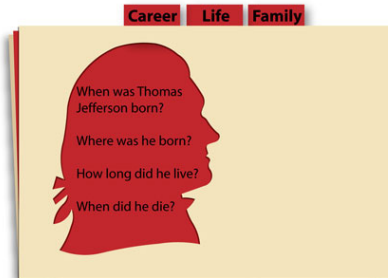 Career Life Family
When was Thomas
Jefferson born?
Where was he born?
How long did he live?
When did he die?